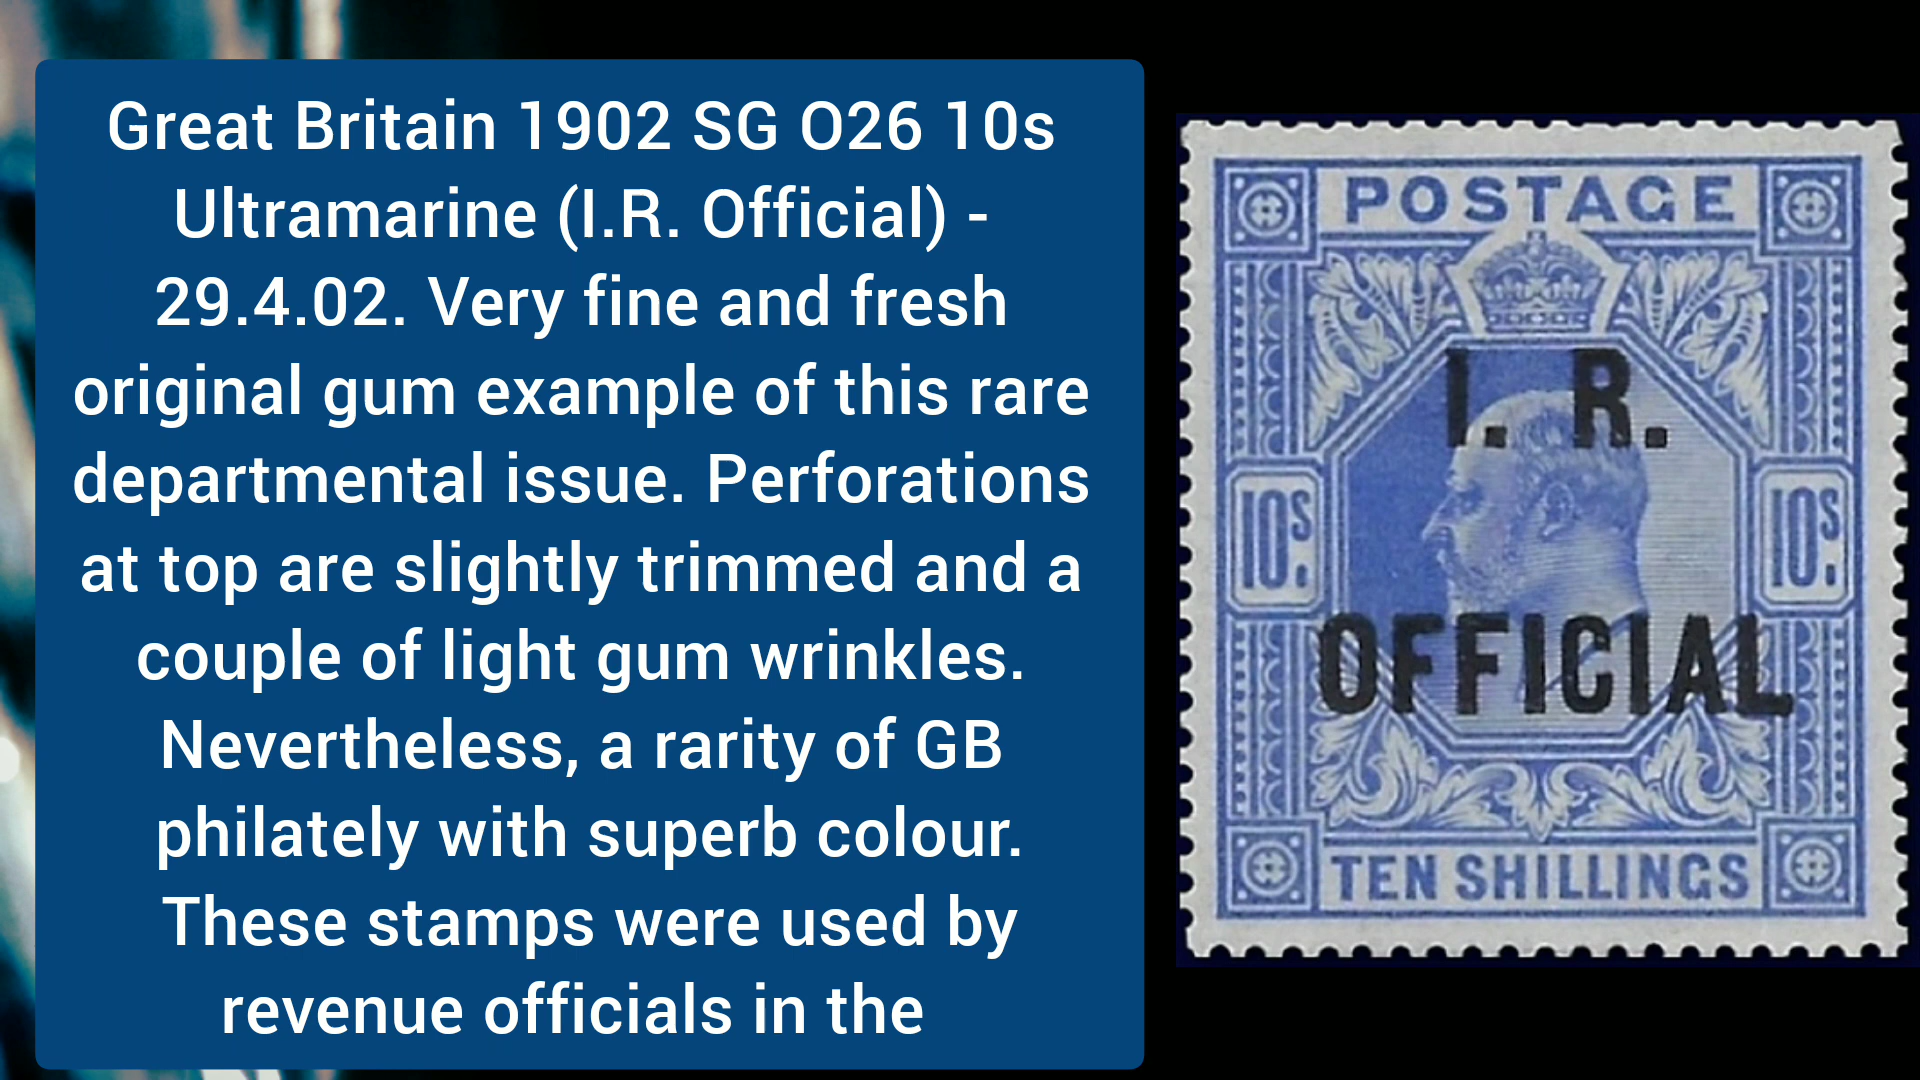 Great Britain 1902 SG O26 10s
Ultramarine (I.R. Official) -
29.4.02. Very fine and fresh
original gum example of this rare
departmental issue. Perforations
at top are slightly trimmed and a
couple of light gum wrinkles.
Nevertheless, a rarity of GB
philately with superb colour.
These stamps were used by
revenue officials in the
POSTAGE
I. R.
10s.
10s.
OFFICIAL
TEN SHILLINGS